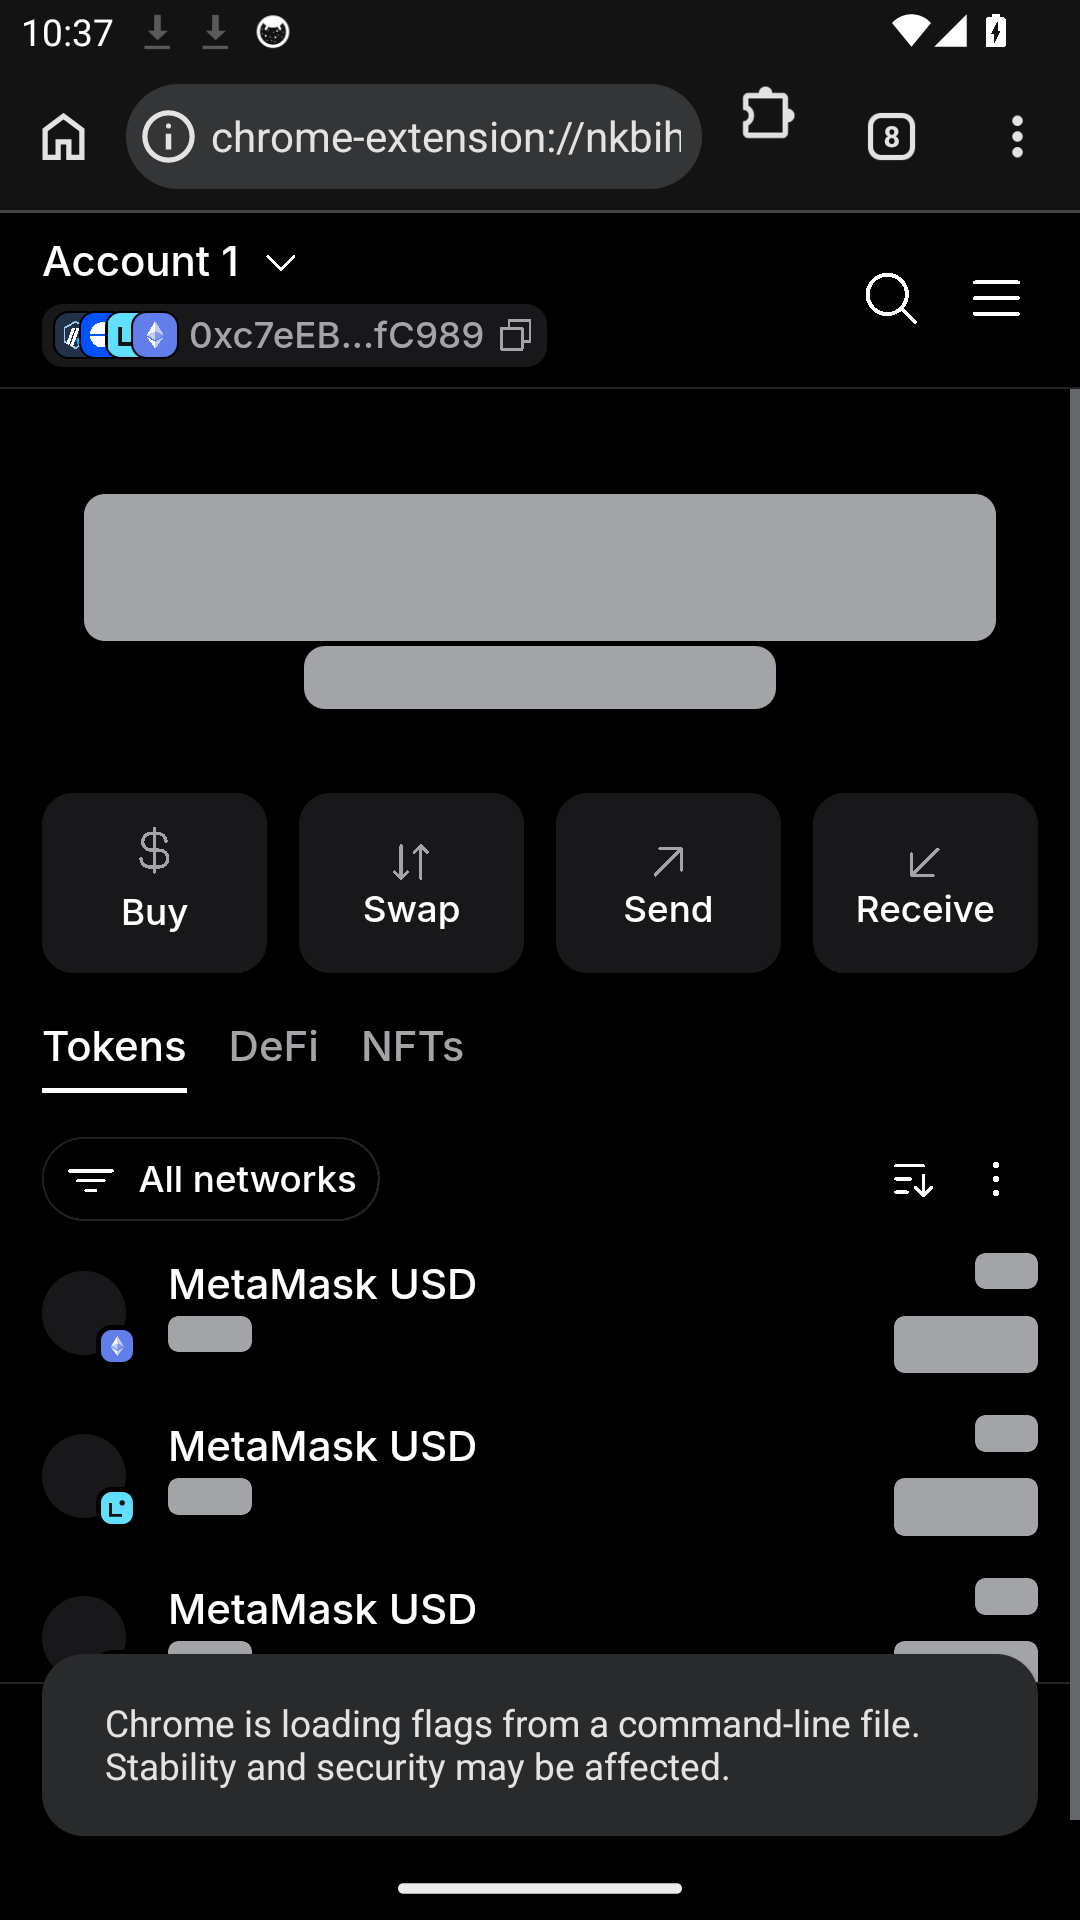 10:37
chrome-extension://nkbih
8
Account 1
0xc7eEB...fC989
Buy
Swap
Send
Receive
Tokens
DeFi
NFTs
All networks
MetaMask USD
MetaMask USD
MetaMask USD
Chrome is loading flags from a command-line file.
Stability and security may be affected.